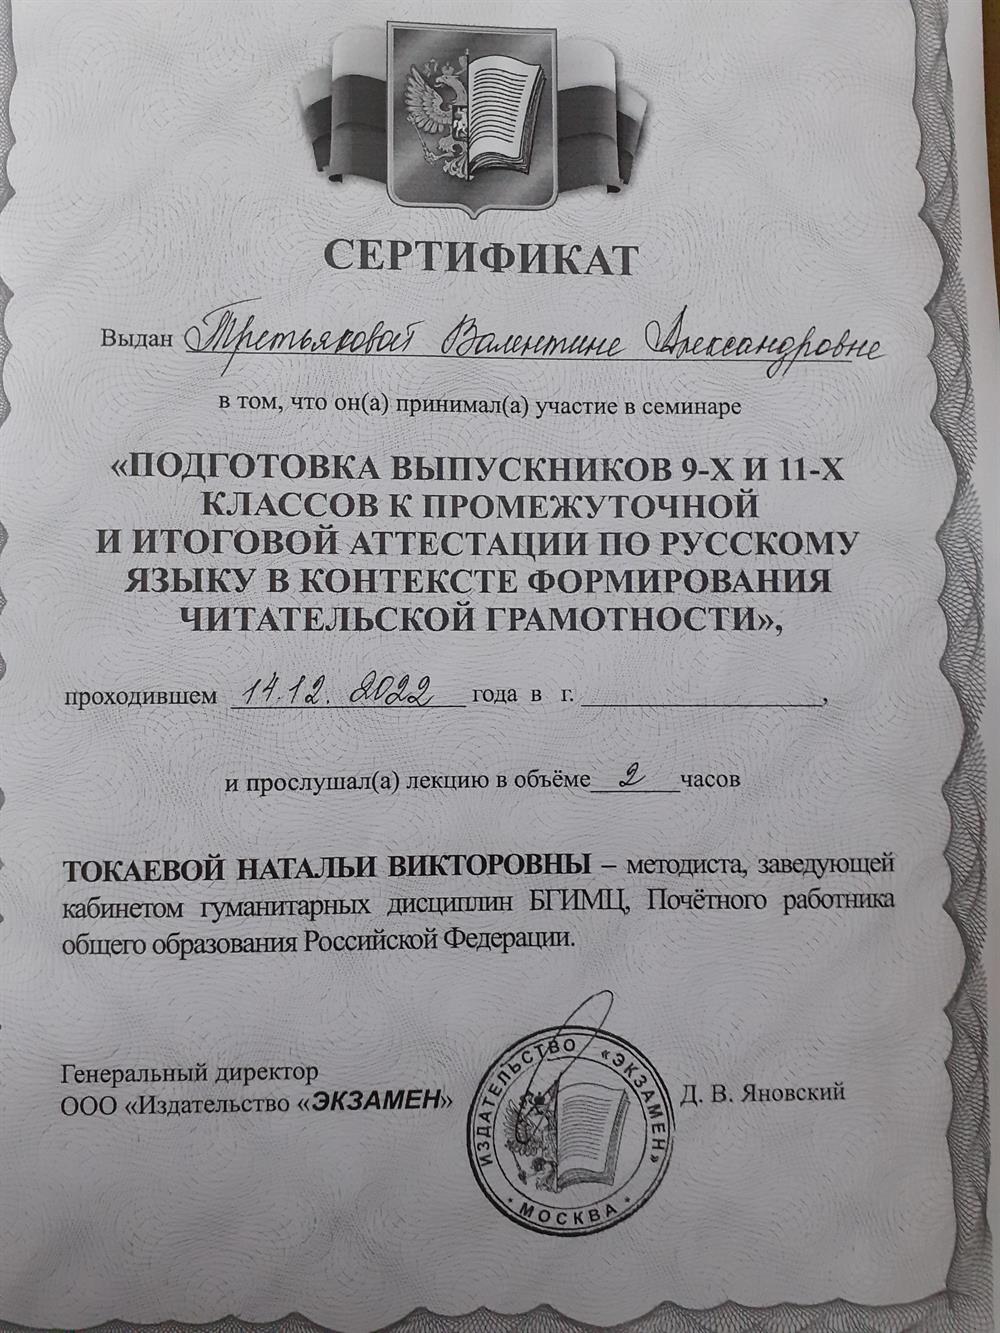 СЕРТИФИКАТ
Выдан Третьяковой Валентине Александровне
в том, что он(а) принимал(а) участие в семинаре
«ПОДГОТОВКА ВЫПУСКНИКОВ 9-Х И 11-Х
КЛАССОВ К ПРОМЕЖУТОЧНОЙ
И ИТОГОВОЙ АТТЕСТАЦИИ ПО РУССКОМУ
ЯЗЫКУ В КОНТЕКСТЕ ФОРМИРОВАНИЯ
ЧИТАТЕЛЬСКОЙ ГРАМОТНОСТИ»,
проходившем 14.12. 2022 года в г. ,
и прослушал(а) лекцию в объёме 2 часов
ТОКАЕВОЙ НАТАЛЬИ ВИКТОРОВНЫ – методиста, заведующей
кабинетом гуманитарных дисциплин БГИМЦ, Почётного работника
общего образования Российской Федерации.
Генеральный директор
ООО «Издательство «ЭКЗАМЕН»
Д. В. Яновский
ИЗДАТЕЛЬСТВО «ЭКЗАМЕН»
МОСКВА